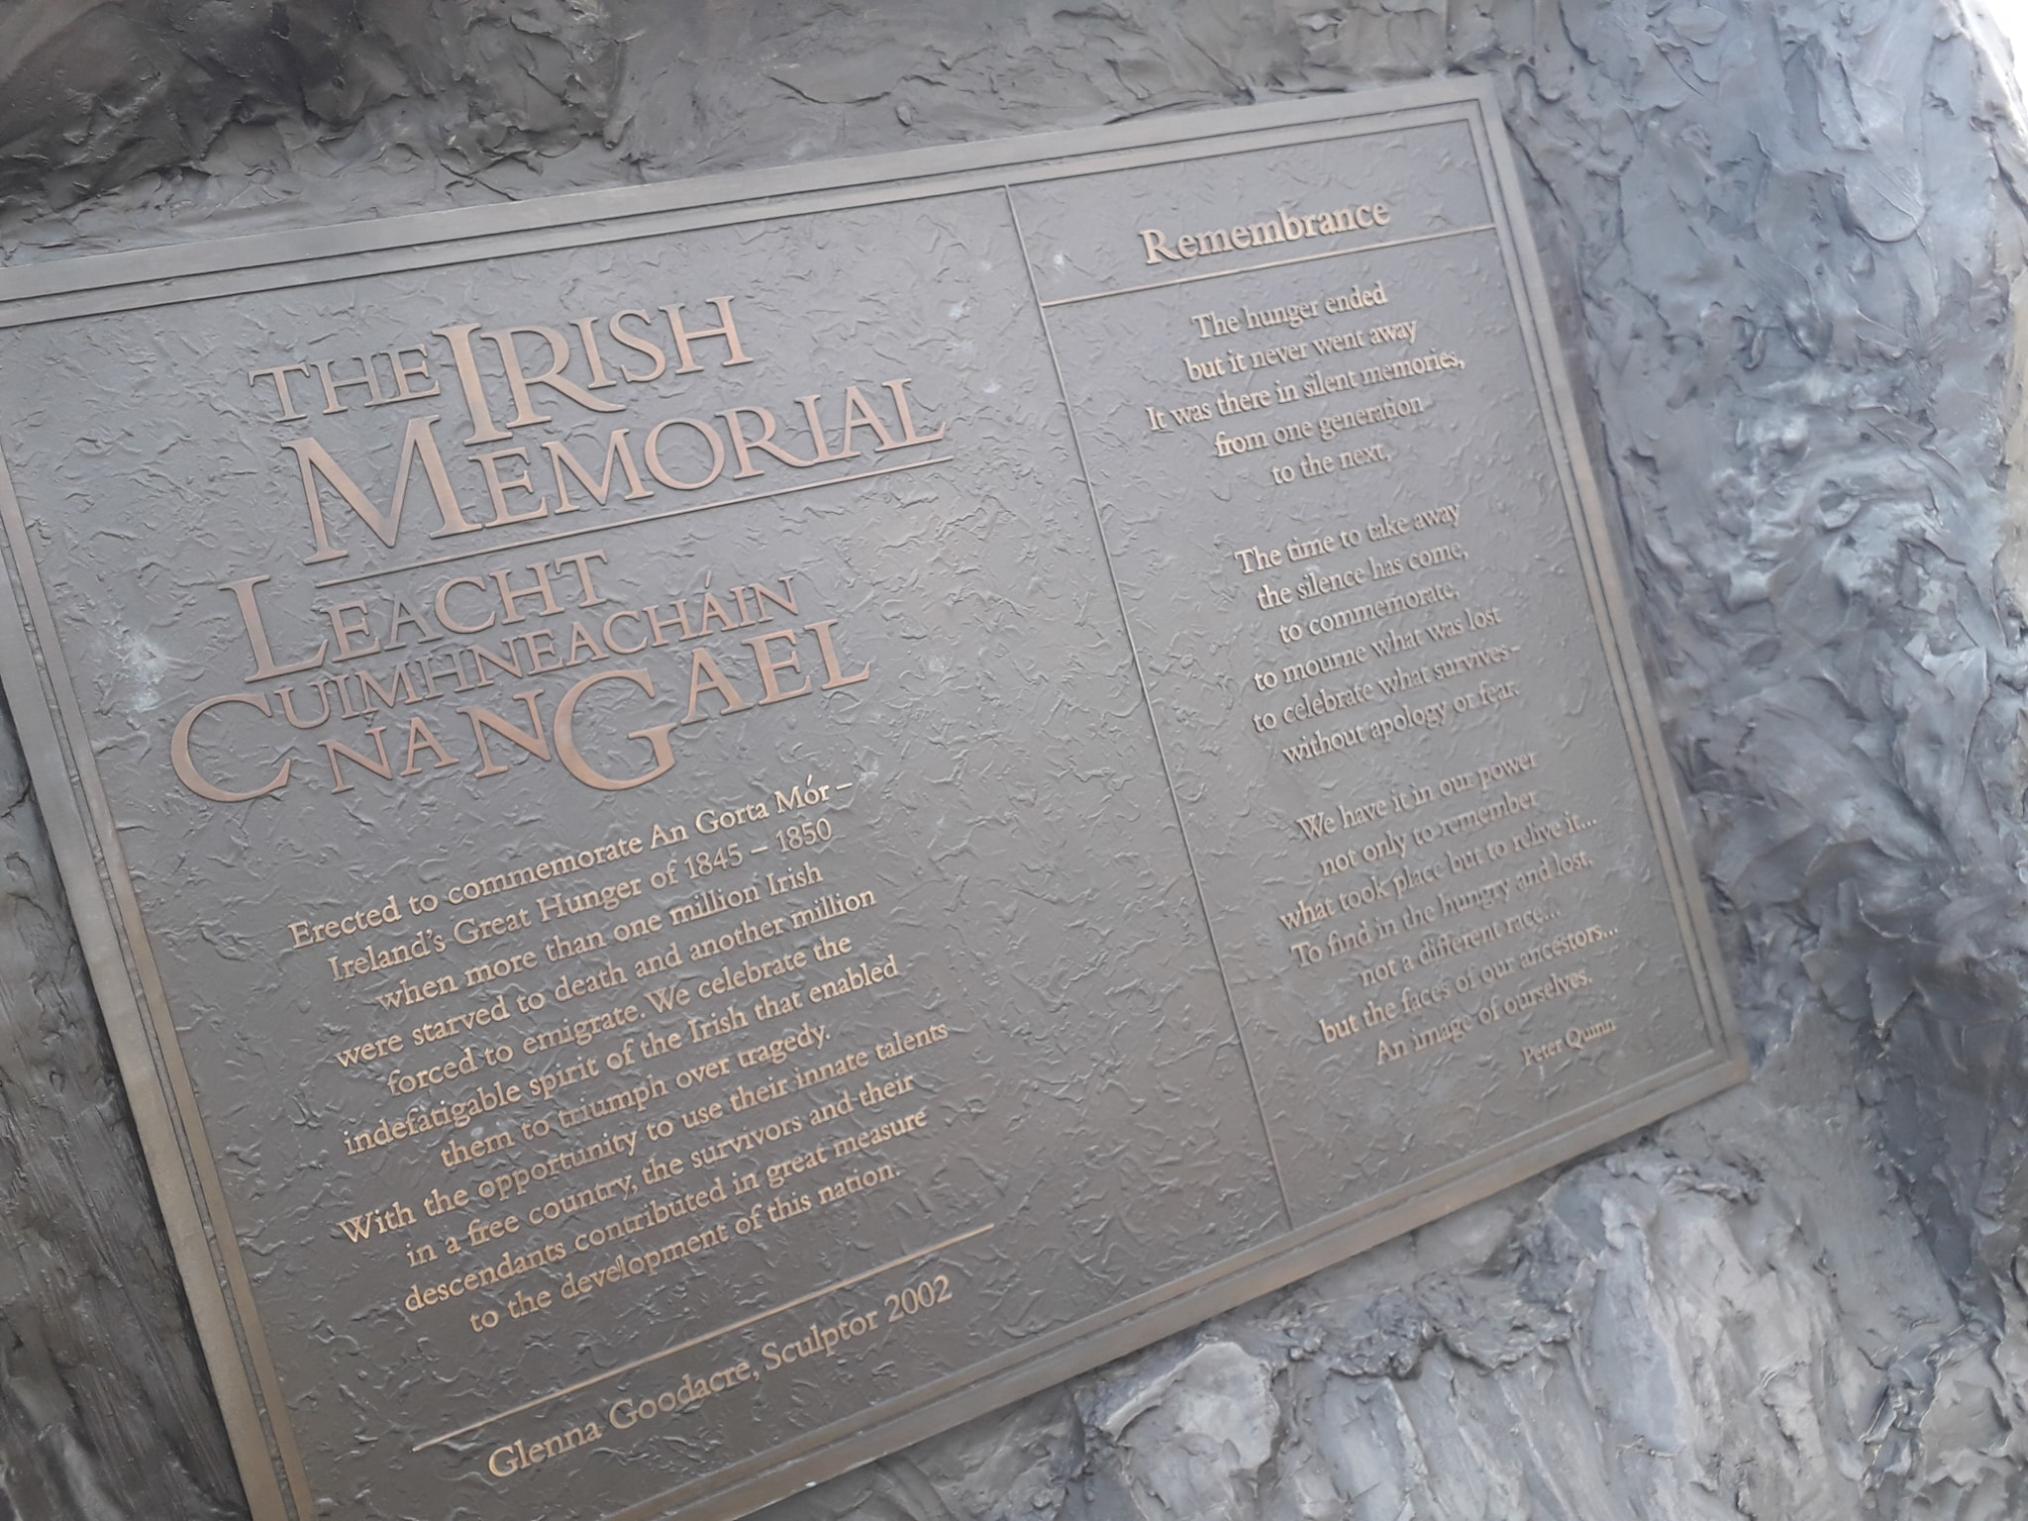 THE IRISH
MEMORIAL
LEACHT
CUIMHNEACHÁIN
NA NGAEL
Erected to commemorate An Gorta Mór –
Ireland's Great Hunger of 1845 – 1850
when more than one million Irish
were starved to death and another million
forced to emigrate. We celebrate the
indefatigable spirit of the Irish that enabled
them to triumph over tragedy.
With the opportunity to use their innate talents
in a free country, the survivors and their
descendants contributed in great measure
to the development of this nation.
Glenna Goodacre, Sculptor 2002
Remembrance
The hunger ended
but it never went away
It was there in silent memories,
from one generation
to the next,
The time to take away
the silence has come,
to commemorate,
to mourne what was lost
to celebrate what survives-
without apology or fear.
We have it in our power
not only to remember
what took place but to relive it...
To find in the hungry and lost,
not a different race...
but the faces of our ancestors...
An image of ourselves.
Peter Quinn